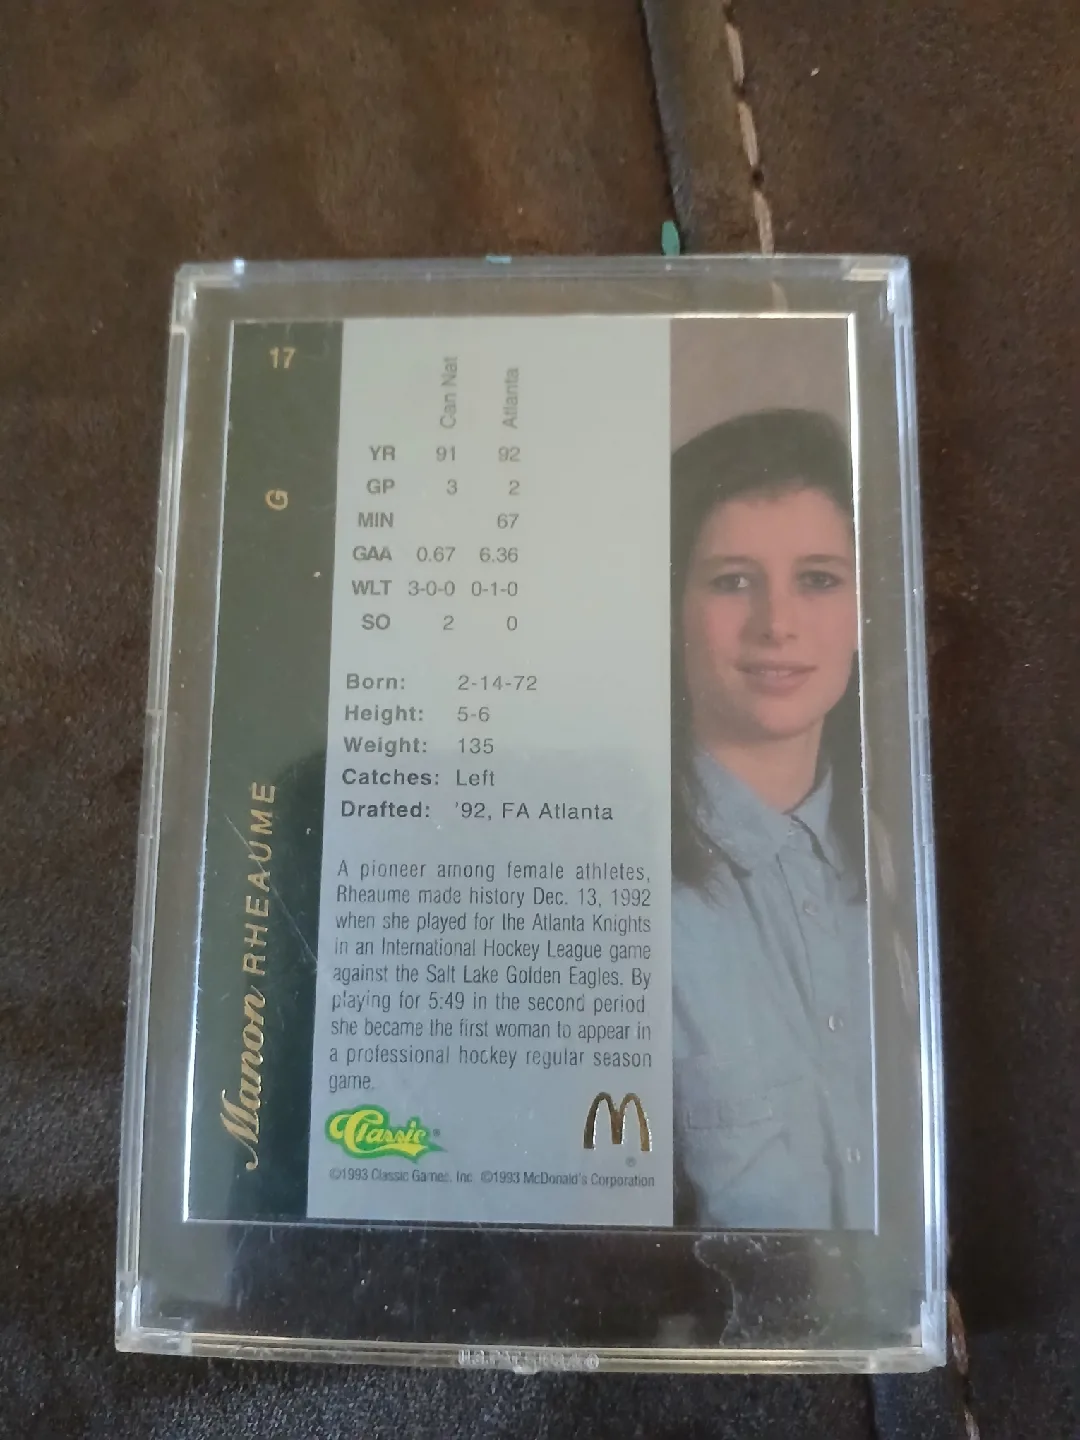 17
G
Manon RHEAUME
Can Nat Atlanta
YR 91 92
GP 3 2
MIN 67
GAA 0.67 6.36
WLT 3-0-0 0-1-0
SO 2 0
Born: 2-14-72
Height: 5-6
Weight: 135
Catches: Left
Drafted: '92, FA Atlanta
A pioneer among female athletes,
Rheaume made history Dec. 13, 1992
when she played for the Atlanta Knights
in an International Hockey League game
against the Salt Lake Golden Eagles. By
playing for 5:49 in the second period
she became the first woman to appear in
a professional hockey regular season
game.
Classic®
M®
©1993 Classic Games, Inc. ©1993 McDonald's Corporation